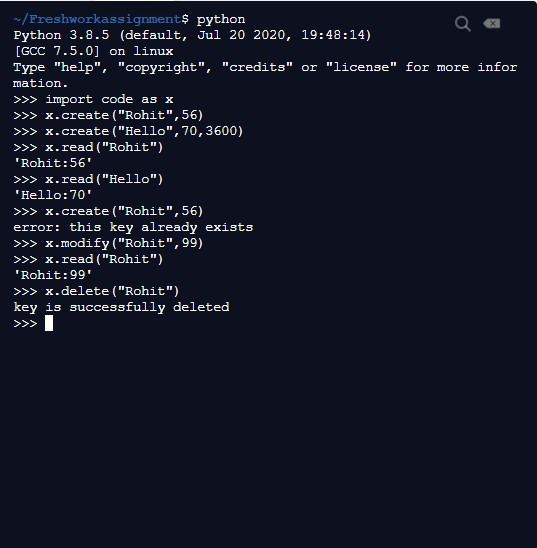 ~/Freshworkassignment$ python
Python 3.8.5 (default, Jul 20 2020, 19:48:14)
[GCC 7.5.0] on linux
Type "help", "copyright", "credits" or "license" for more infor
mation.
>>> import code as x
>>> x.create("Rohit",56)
>>> x.create("Hello",70,3600)
>>> x.read("Rohit")
'Rohit:56'
>>> x.read("Hello")
'Hello:70'
>>> x.create("Rohit",56)
error: this key already exists
>>> x.modify("Rohit",99)
>>> x.read("Rohit")
'Rohit:99'
>>> x.delete("Rohit")
key is successfully deleted
>>>